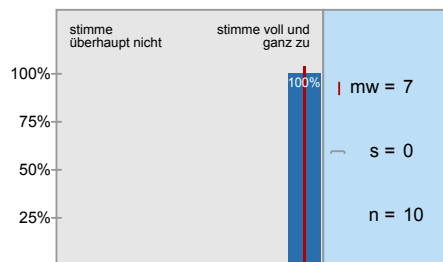 stimme
überhaupt nicht
stimme voll und
ganz zu
100%
75%
50%
25%
100%
mw = 7
s = 0
n = 10